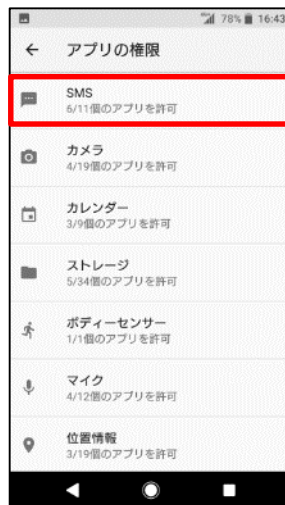 78% 16:43
アプリの権限
SMS
6/11個のアプリを許可
カメラ
4/19個のアプリを許可
カレンダー
3/9個のアプリを許可
ストレージ
5/34個のアプリを許可
ボディーセンサー
1/1個のアプリを許可
マイク
4/12個のアプリを許可
位置情報
3/19個のアプリを許可